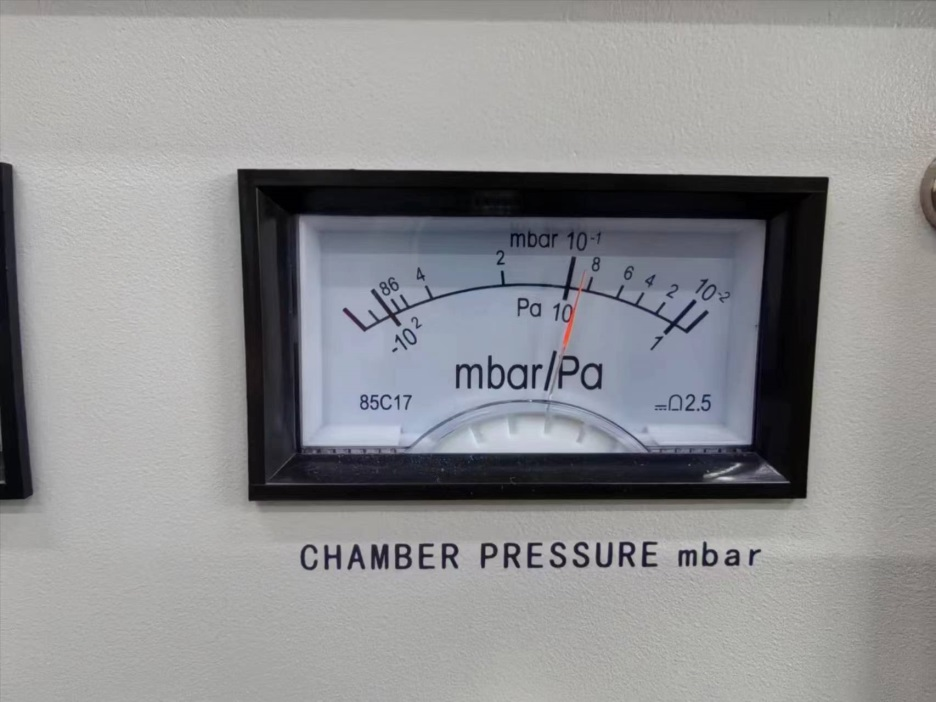 mbar 10-1
86 4 2 8 6 4 2 10-2
-10² Pa 10 1
mbar/Pa
85C17 ⎓Ω2.5
CHAMBER PRESSURE mbar